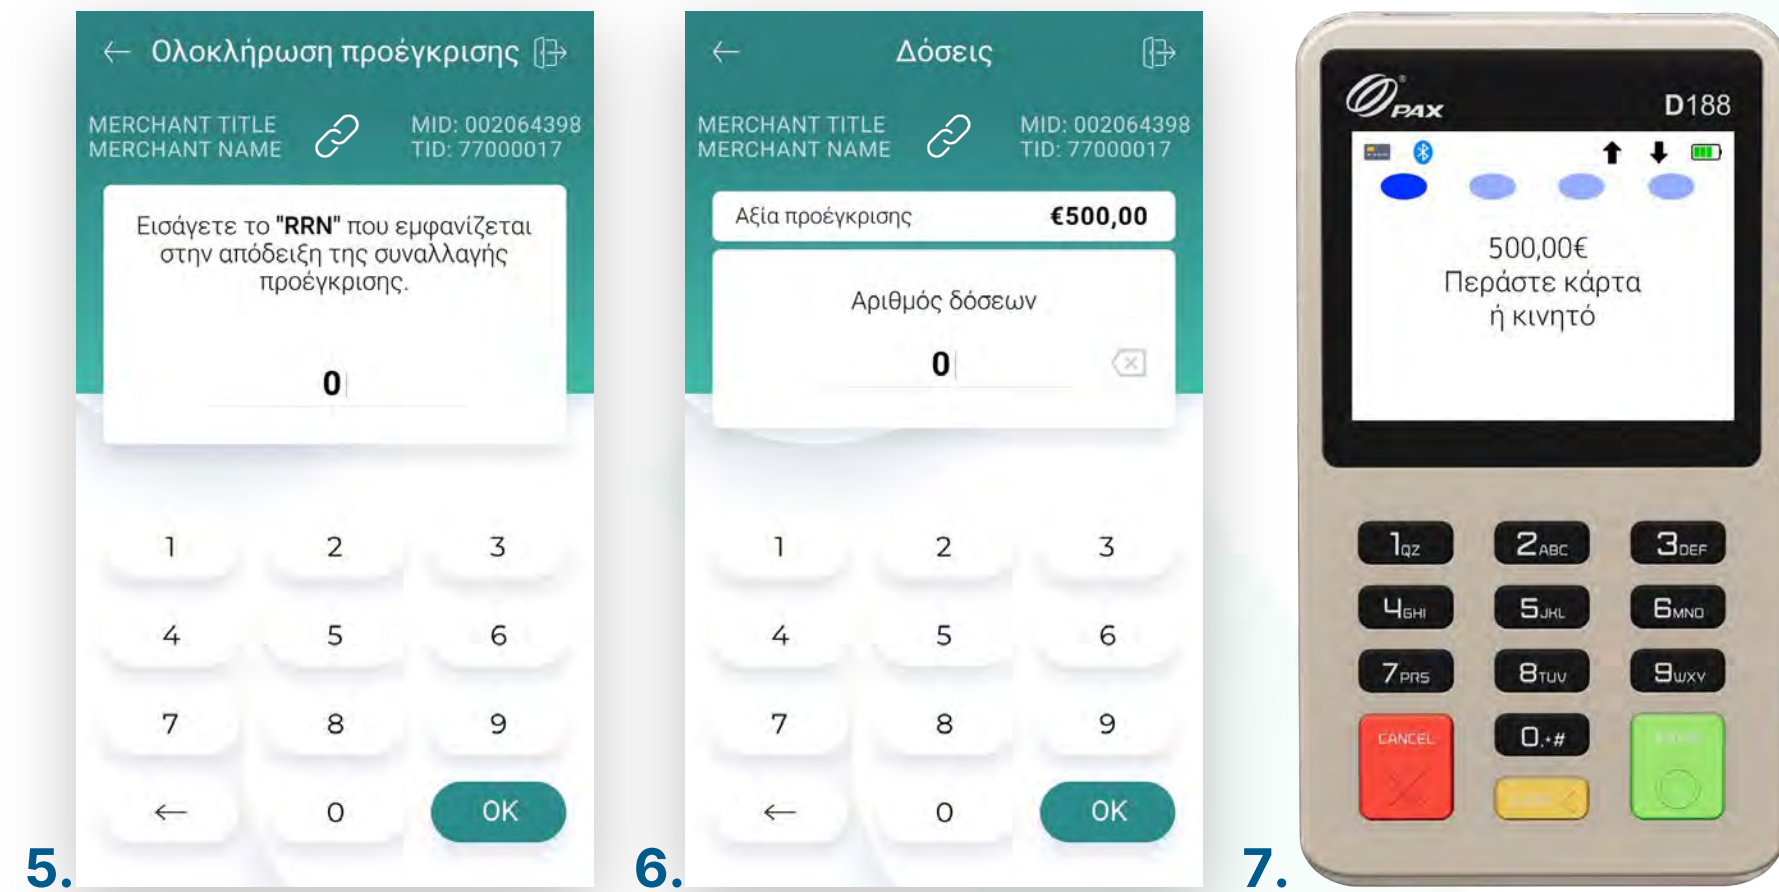 ← Ολοκλήρωση προέγκρισης
MERCHANT TITLE
MERCHANT NAME
MID: 002064398
TID: 77000017
Εισάγετε το "RRN" που εμφανίζεται
στην απόδειξη της συναλλαγής
προέγκρισης.
0
1 2 3
4 5 6
7 8 9
← 0 OK
5.
← Δόσεις
MERCHANT TITLE
MERCHANT NAME
MID: 002064398
TID: 77000017
Αξία προέγκρισης €500,00
Αριθμός δόσεων
0
1 2 3
4 5 6
7 8 9
← 0 OK
6.
PAX D188
500,00€
Περάστε κάρτα
ή κινητό
1QZ 2ABC 3DEF
4GHI 5JKL 6MNO
7PRS 8TUV 9WXY
CANCEL 0.*#
7.